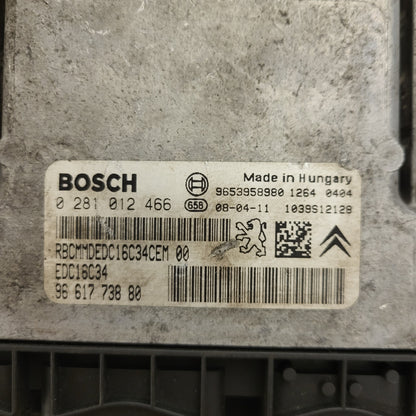 BOSCH
Made in Hungary
9653958980 1264 0404
0 281 012 466 658 08-04-11 1039S12128
RBCMMDEDC16C34CEM 00
EDC16C34
96 617 738 80